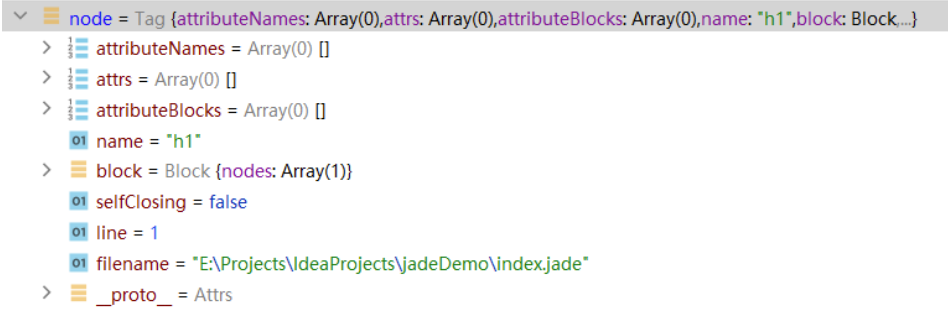 node = Tag {attributeNames: Array(0),attrs: Array(0),attributeBlocks: Array(0),name: "h1",block: Block,...}
attributeNames = Array(0) []
attrs = Array(0) []
attributeBlocks = Array(0) []
01 name = "h1"
block = Block {nodes: Array(1)}
01 selfClosing = false
01 line = 1
01 filename = "E:\Projects\IdeaProjects\jadeDemo\index.jade"
__proto__ = Attrs